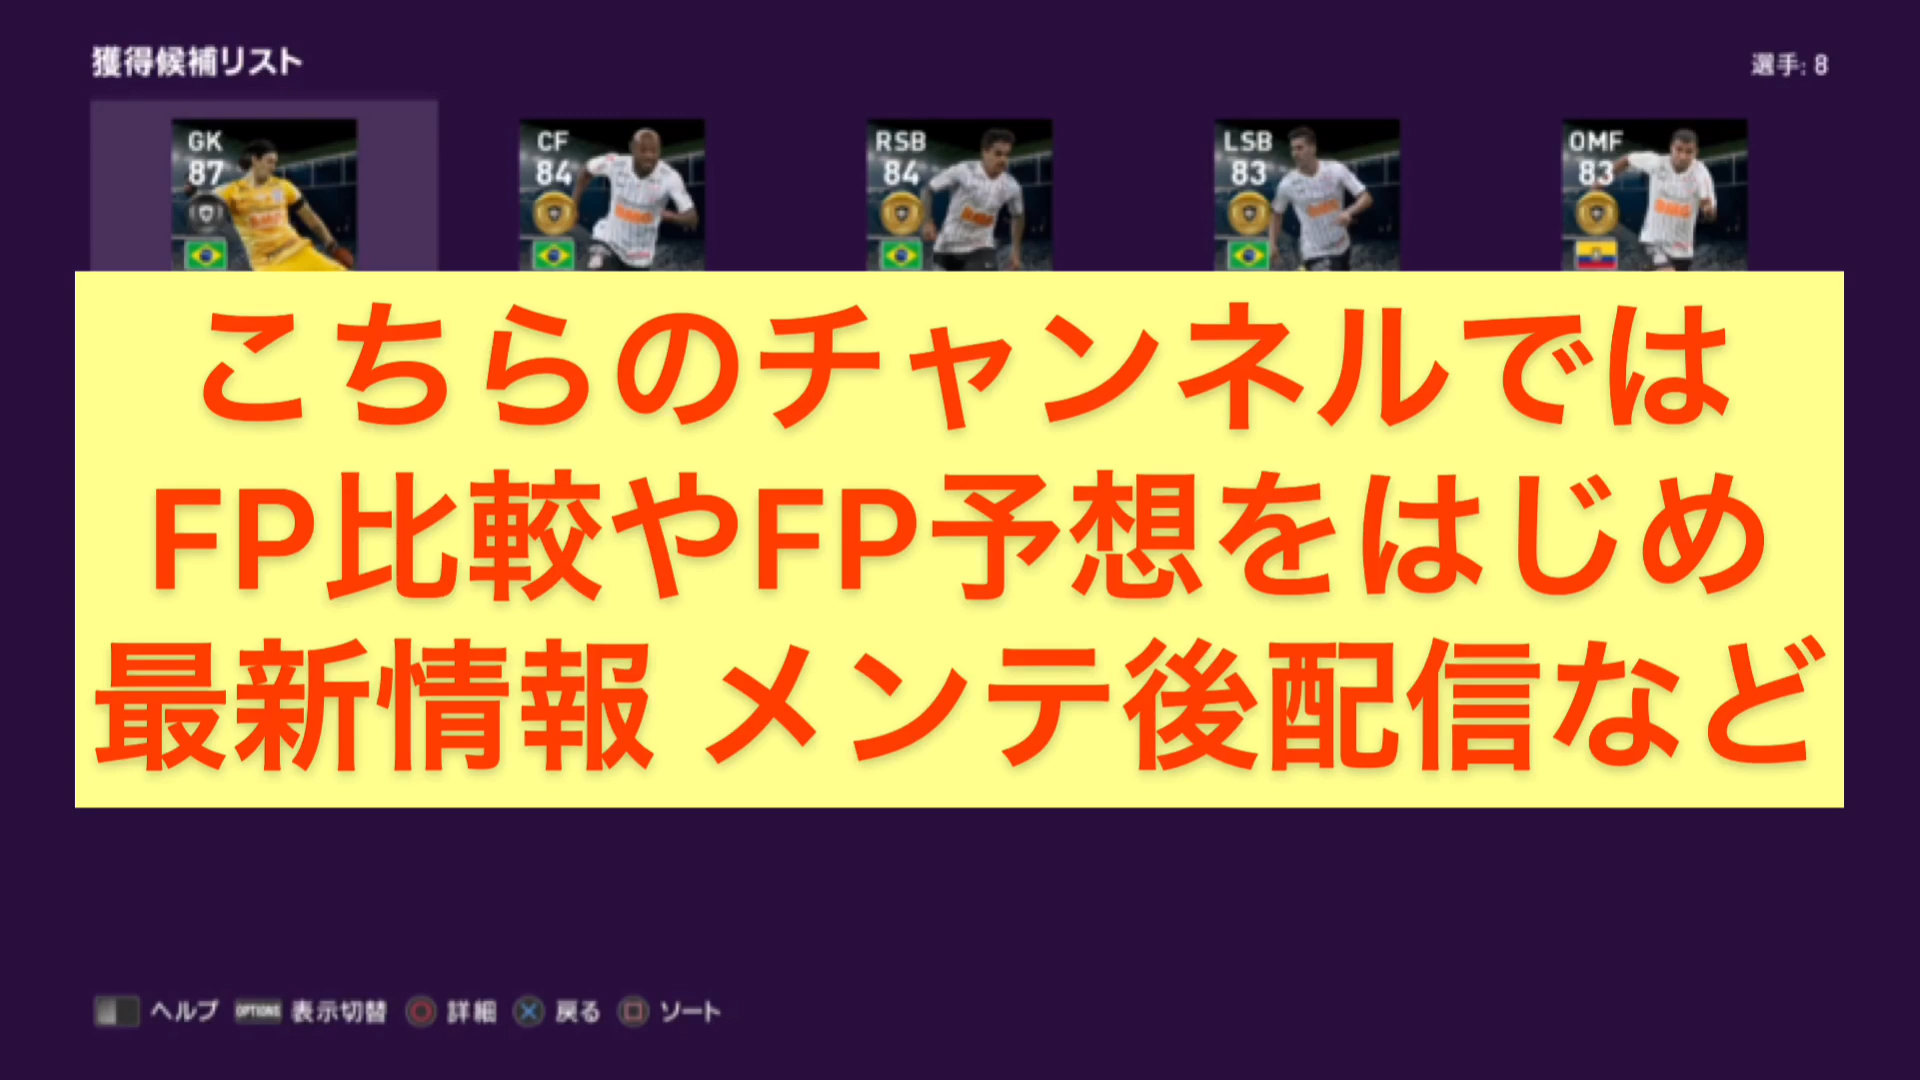 獲得候補リスト
選手: 8
GK
87
CF
84
RSB
84
LSB
83
OMF
83
こちらのチャンネルでは
FP比較やFP予想をはじめ
最新情報 メンテ後配信など
ヘルプ OPTIONS 表示切替 詳細 戻る ソート